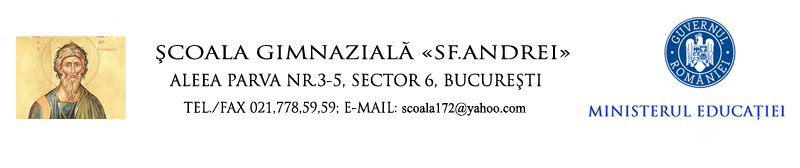 ŞCOALA GIMNAZIALĂ «SF.ANDREI»
ALEEA PARVA NR.3-5, SECTOR 6, BUCUREŞTI
TEL./FAX 021,778,59,59; E-MAIL: scoala172@yahoo.com
GUVERNUL ROMÂNIEI
MINISTERUL EDUCAŢIEI